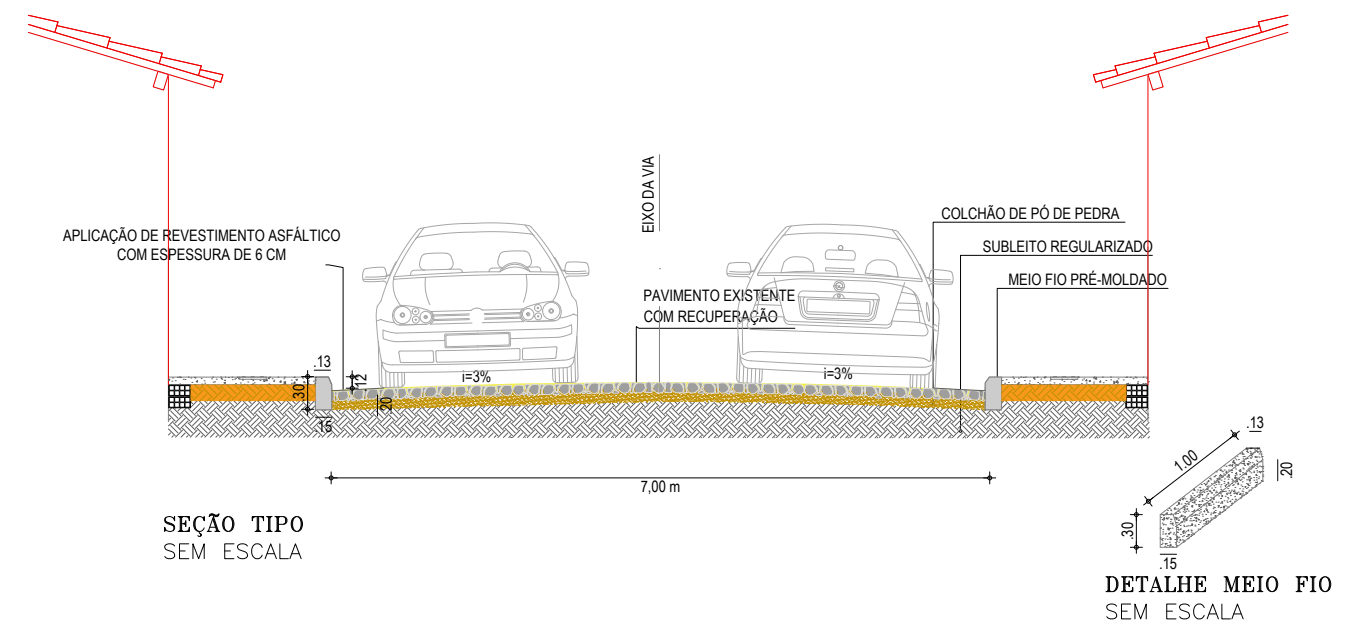 EIXO DA VIA
APLICAÇÃO DE REVESTIMENTO ASFÁLTICO
COM ESPESSURA DE 6 CM
COLCHÃO DE PÓ DE PEDRA
SUBLEITO REGULARIZADO
MEIO FIO PRÉ-MOLDADO
PAVIMENTO EXISTENTE
COM RECUPERAÇÃO
.13
.30
.12
i=3%
i=3%
.20
.15
7,00 m
SEÇÃO TIPO
SEM ESCALA
.13
1.00
.20
.30
.15
DETALHE MEIO FIO
SEM ESCALA